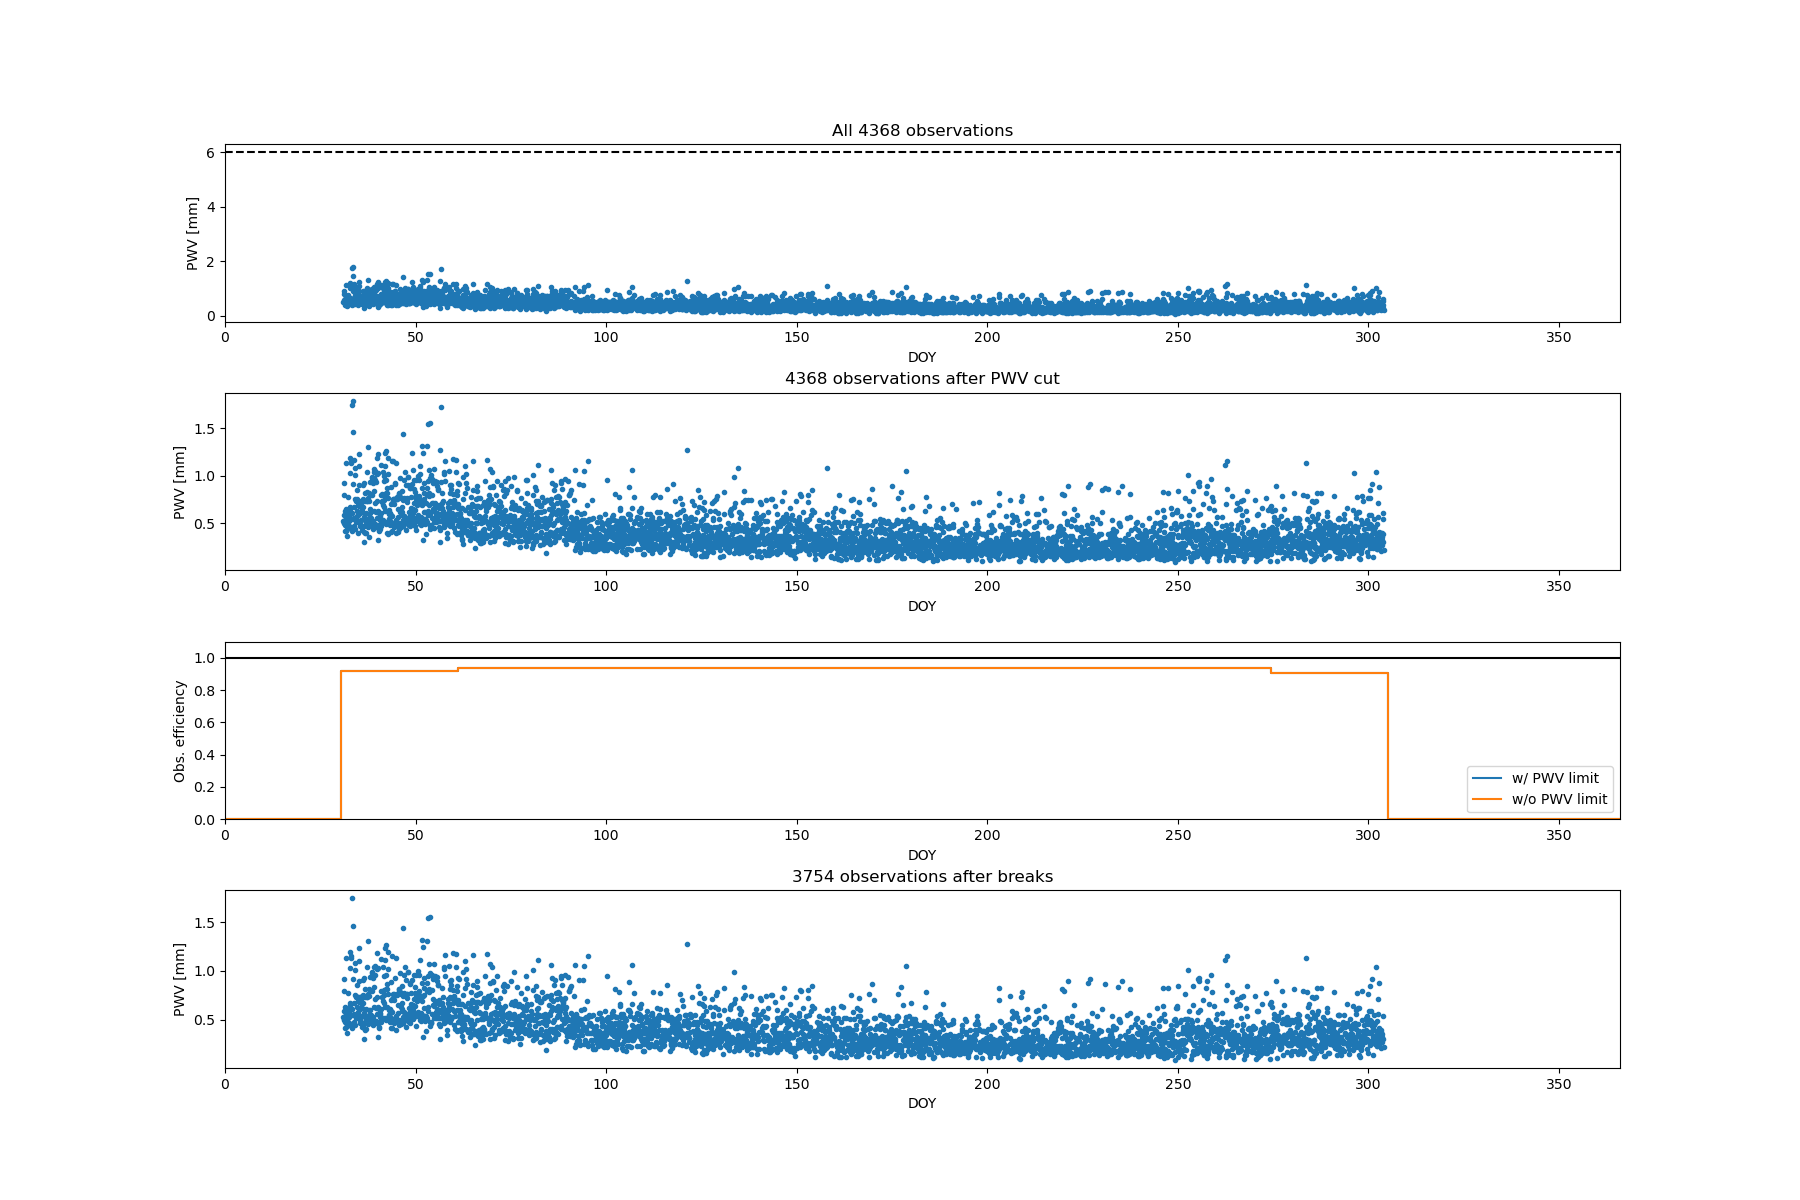 All 4368 observations
PWV [mm]
6
4
2
0
0 50 100 150 200 250 300 350
DOY
4368 observations after PWV cut
PWV [mm]
1.5
1.0
0.5
0 50 100 150 200 250 300 350
DOY
Obs. efficiency
1.0
0.8
0.6
0.4
0.2
0.0
w/ PWV limit
w/o PWV limit
0 50 100 150 200 250 300 350
DOY
3754 observations after breaks
PWV [mm]
1.5
1.0
0.5
0 50 100 150 200 250 300 350
DOY